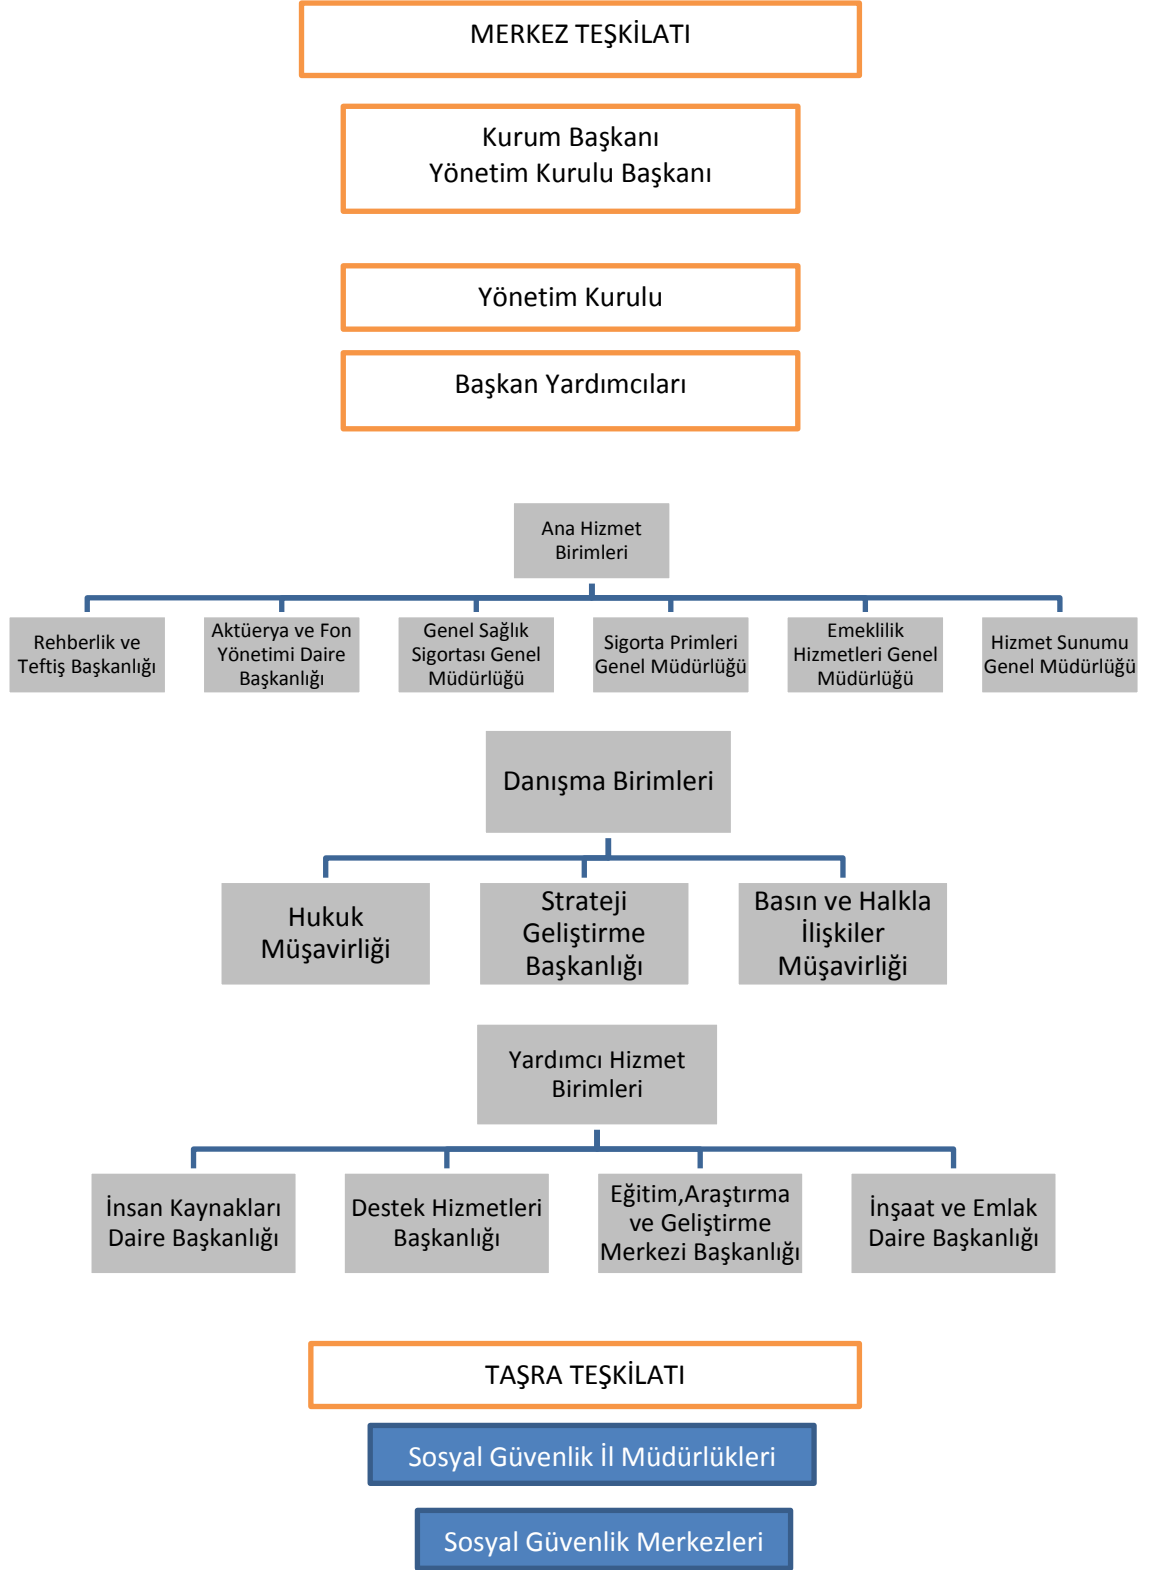 MERKEZ TEŞKİLATI
Kurum Başkanı
Yönetim Kurulu Başkanı
Yönetim Kurulu
Başkan Yardımcıları
Ana Hizmet
Birimleri
Rehberlik ve
Teftiş Başkanlığı
Aktüerya ve Fon
Yönetimi Daire
Başkanlığı
Genel Sağlık
Sigortası Genel
Müdürlüğü
Sigorta Primleri
Genel Müdürlüğü
Emeklilik
Hizmetleri Genel
Müdürlüğü
Hizmet Sunumu
Genel Müdürlüğü
Danışma Birimleri
Hukuk
Müşavirliği
Strateji
Geliştirme
Başkanlığı
Basın ve Halkla
İlişkiler
Müşavirliği
Yardımcı Hizmet
Birimleri
İnsan Kaynakları
Daire Başkanlığı
Destek Hizmetleri
Başkanlığı
Eğitim,Araştırma
ve Geliştirme
Merkezi Başkanlığı
İnşaat ve Emlak
Daire Başkanlığı
TAŞRA TEŞKİLATI
Sosyal Güvenlik İl Müdürlükleri
Sosyal Güvenlik Merkezleri